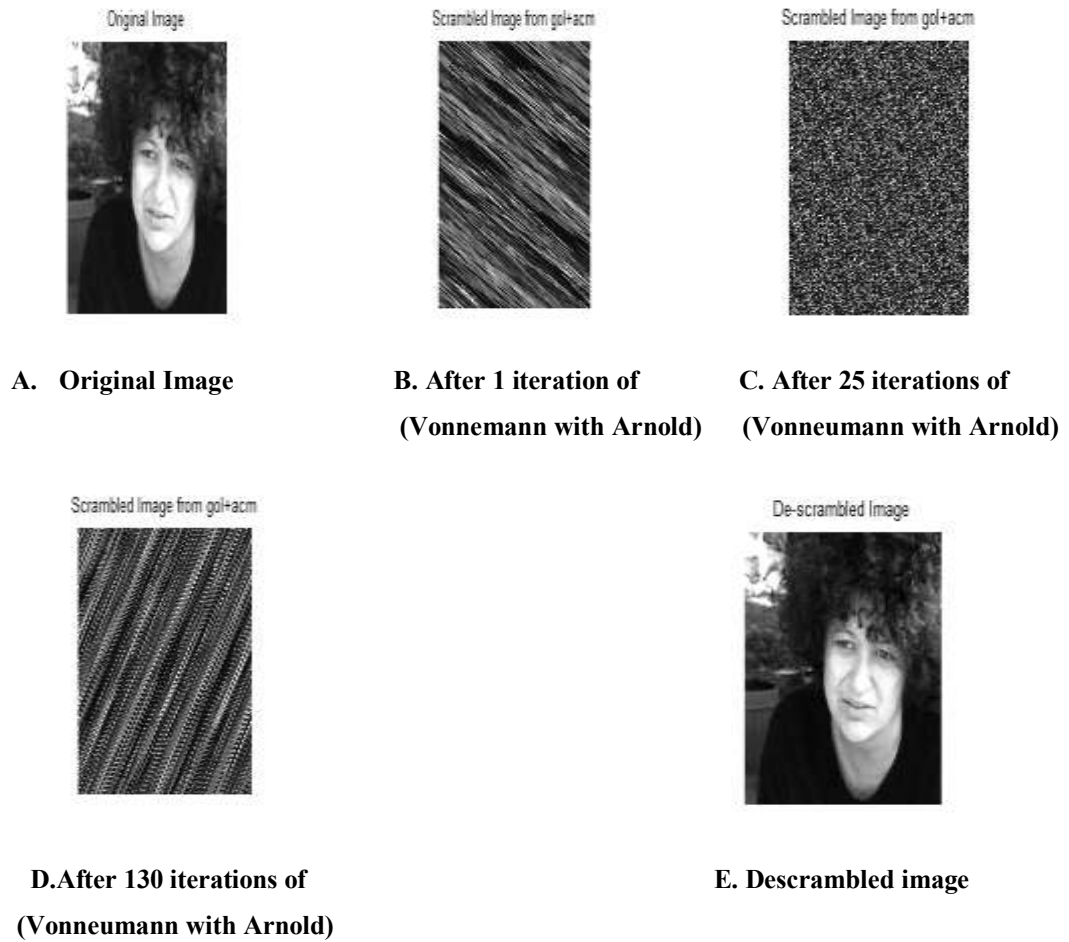 Original Image
Scrambled Image from gol+acm
Scrambled Image from gol+acm
A. Original Image
B. After 1 iteration of
(Vonnemann with Arnold)
C. After 25 iterations of
(Vonneumann with Arnold)
Scrambled Image from gol+acm
De-scrambled Image
D.After 130 iterations of
(Vonneumann with Arnold)
E. Descrambled image